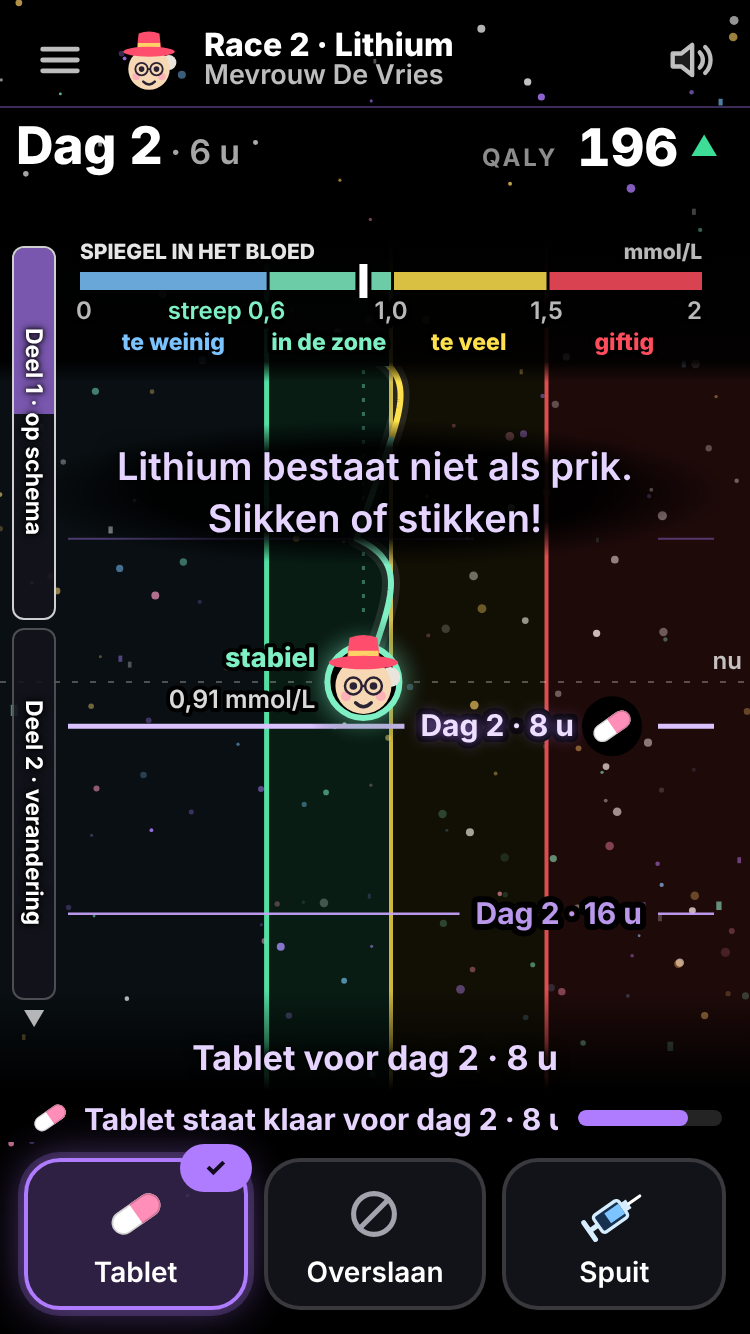 Race 2 · Lithium
Mevrouw De Vries
Dag 2 · 6 u
QALY 196
SPIEGEL IN HET BLOED mmol/L
0 streep 0,6 1,0 1,5 2
te weinig in de zone te veel giftig
Deel 1 · op schema
Lithium bestaat niet als prik.
Slikken of stikken!
stabiel
nu
0,91 mmol/L
Dag 2 · 8 u
Deel 2 · verandering
Dag 2 · 16 u
Tablet voor dag 2 · 8 u
Tablet staat klaar voor dag 2 · 8
Tablet Overslaan Spuit